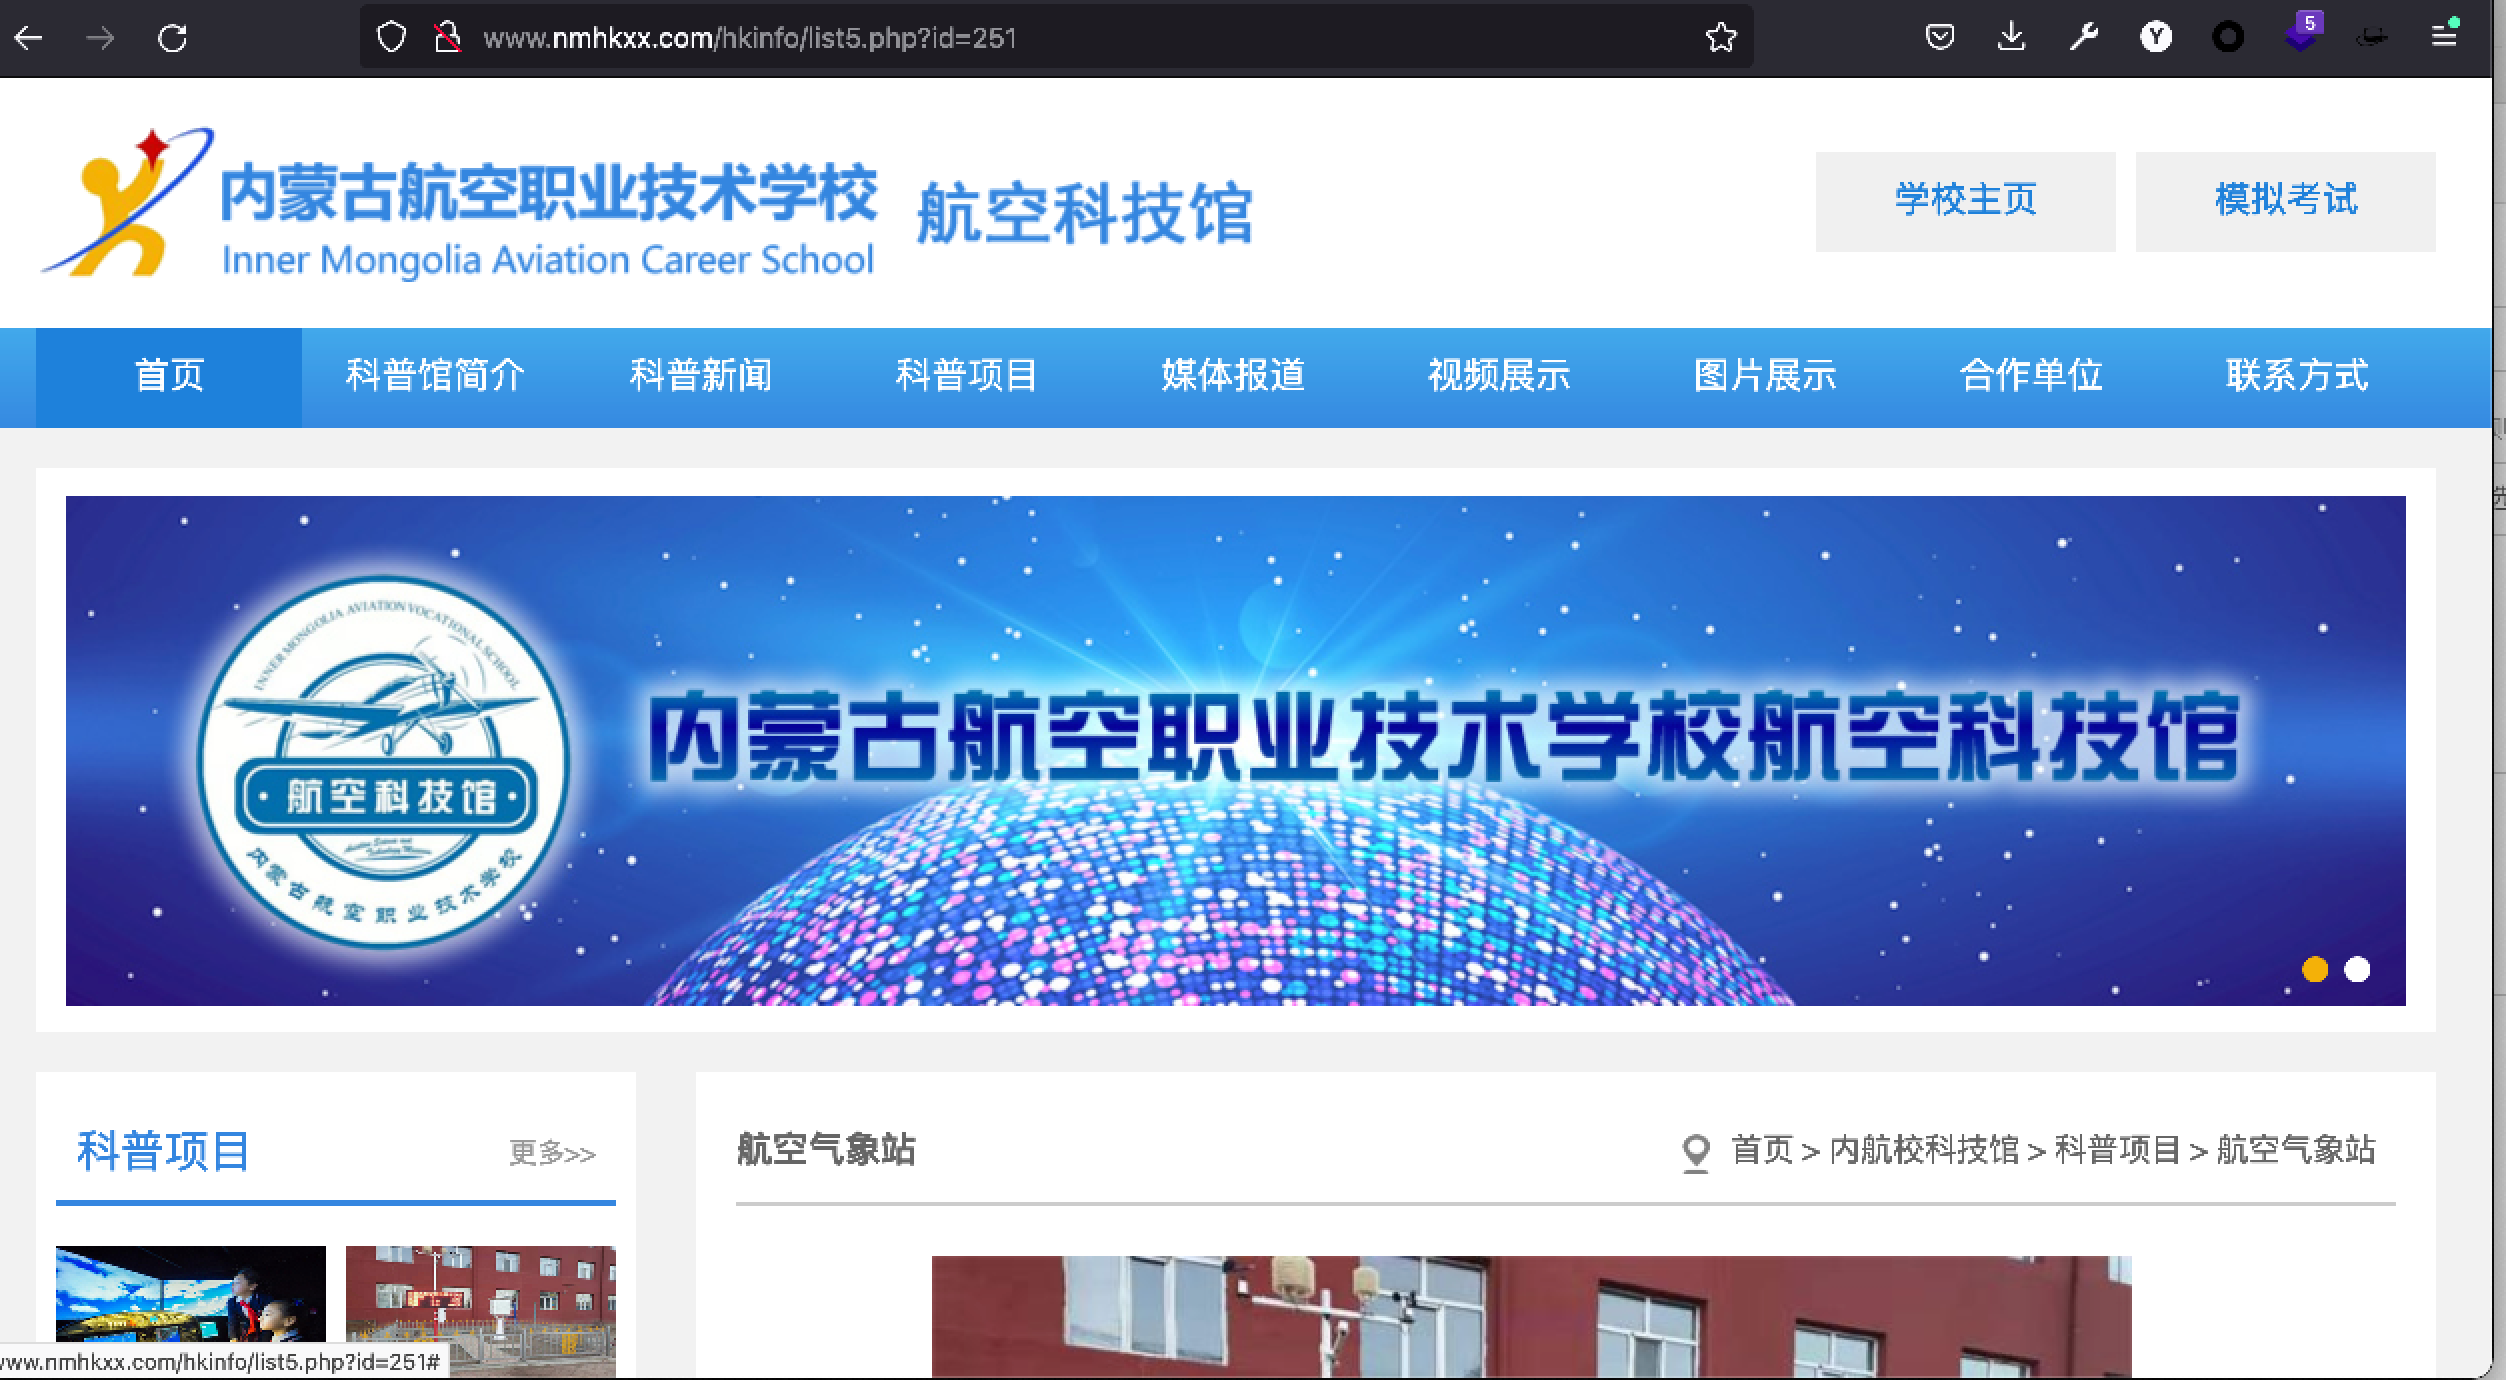 www.nmhkxx.com/hkinfo/list5.php?id=251
Y
5
内蒙古航空职业技术学校
航空科技馆
Inner Mongolia Aviation Career School
学校主页
模拟考试
首页
科普馆简介
科普新闻
科普项目
媒体报道
视频展示
图片展示
合作单位
联系方式
INNER MONGOLIA AVIATION VOCATIONAL SCHOOL
·航空科技馆·
内蒙古航空职业技术学校
内蒙古航空职业技术学校航空科技馆
科普项目
更多>>
航空气象站
首页 > 内航校科技馆 > 科普项目 > 航空气象站
www.nmhkxx.com/hkinfo/list5.php?id=251#